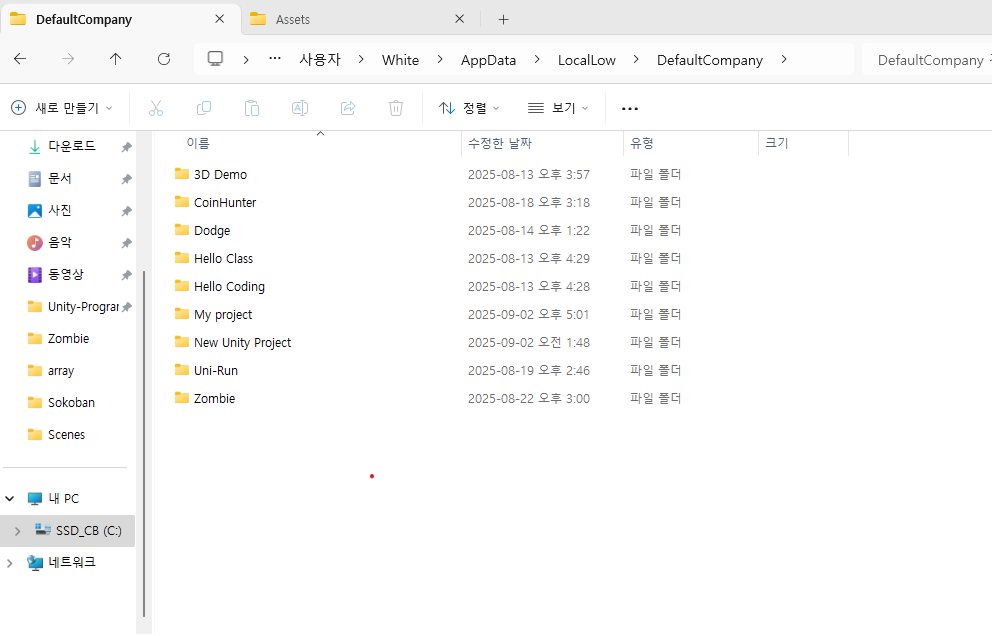 DefaultCompany
Assets
사용자 White AppData LocalLow DefaultCompany
DefaultCompany
새로 만들기 정렬 보기
이름 수정한 날짜 유형 크기
3D Demo 2025-08-13 오후 3:57 파일 폴더
CoinHunter 2025-08-18 오후 3:18 파일 폴더
Dodge 2025-08-14 오후 1:22 파일 폴더
Hello Class 2025-08-13 오후 4:29 파일 폴더
Hello Coding 2025-08-13 오후 4:28 파일 폴더
My project 2025-09-02 오후 5:01 파일 폴더
New Unity Project 2025-09-02 오전 1:48 파일 폴더
Uni-Run 2025-08-19 오후 2:46 파일 폴더
Zombie 2025-08-22 오후 3:00 파일 폴더
다운로드
문서
사진
음악
동영상
Unity-Prograr
Zombie
array
Sokoban
Scenes
내 PC
SSD_CB (C:)
네트워크